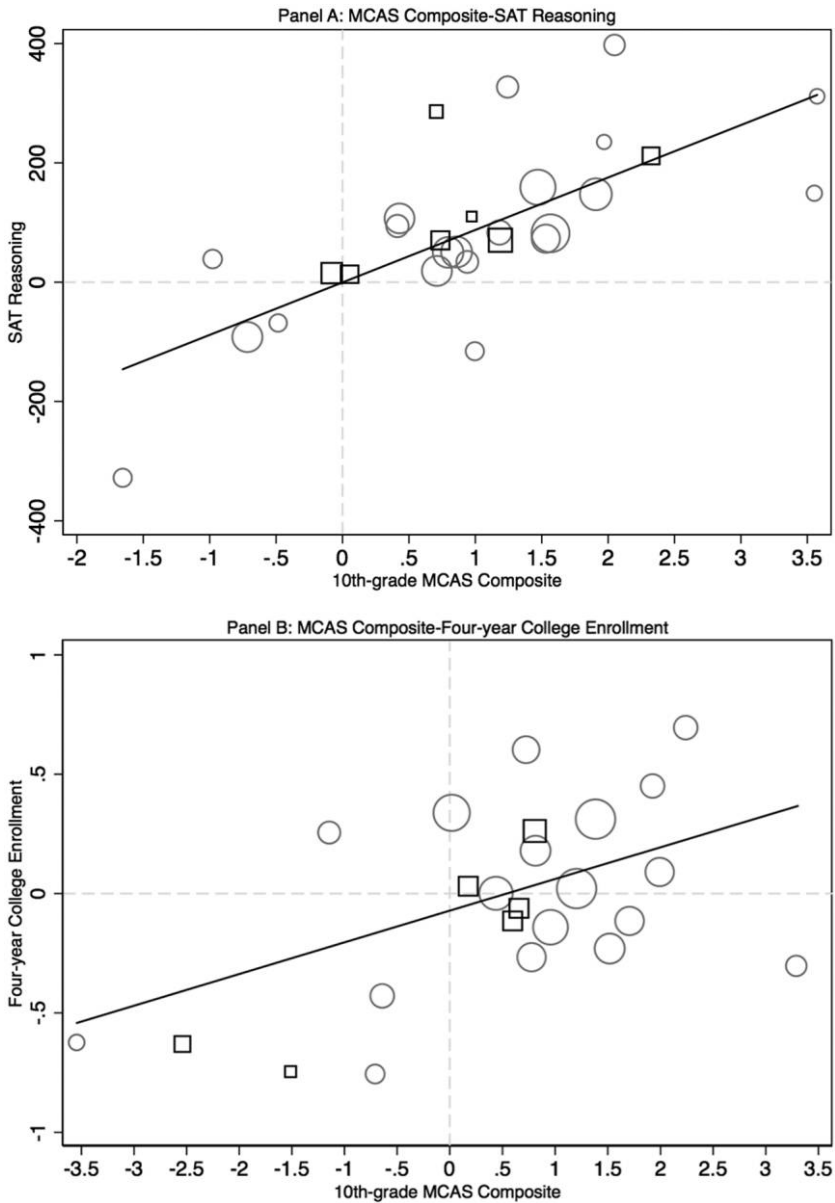 Panel A: MCAS Composite-SAT Reasoning
400
200
0
-200
-400
SAT Reasoning
-2 -1.5 -1 -.5 0 .5 1 1.5 2 2.5 3 3.5
10th-grade MCAS Composite
Panel B: MCAS Composite-Four-year College Enrollment
1
.5
0
-.5
-1
Four-year College Enrollment
-3.5 -3 -2.5 -2 -1.5 -1 -.5 0 .5 1 1.5 2 2.5 3 3.5
10th-grade MCAS Composite